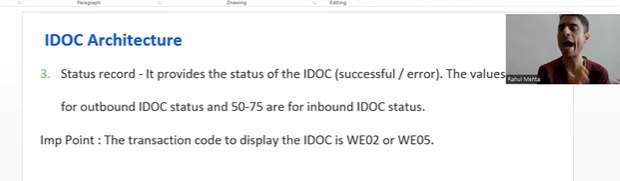 Paragraph Drawing Editing
IDOC Architecture
3. Status record - It provides the status of the IDOC (successful / error). The values
Rahul Mehta
for outbound IDOC status and 50-75 are for inbound IDOC status.
Imp Point : The transaction code to display the IDOC is WE02 or WE05.